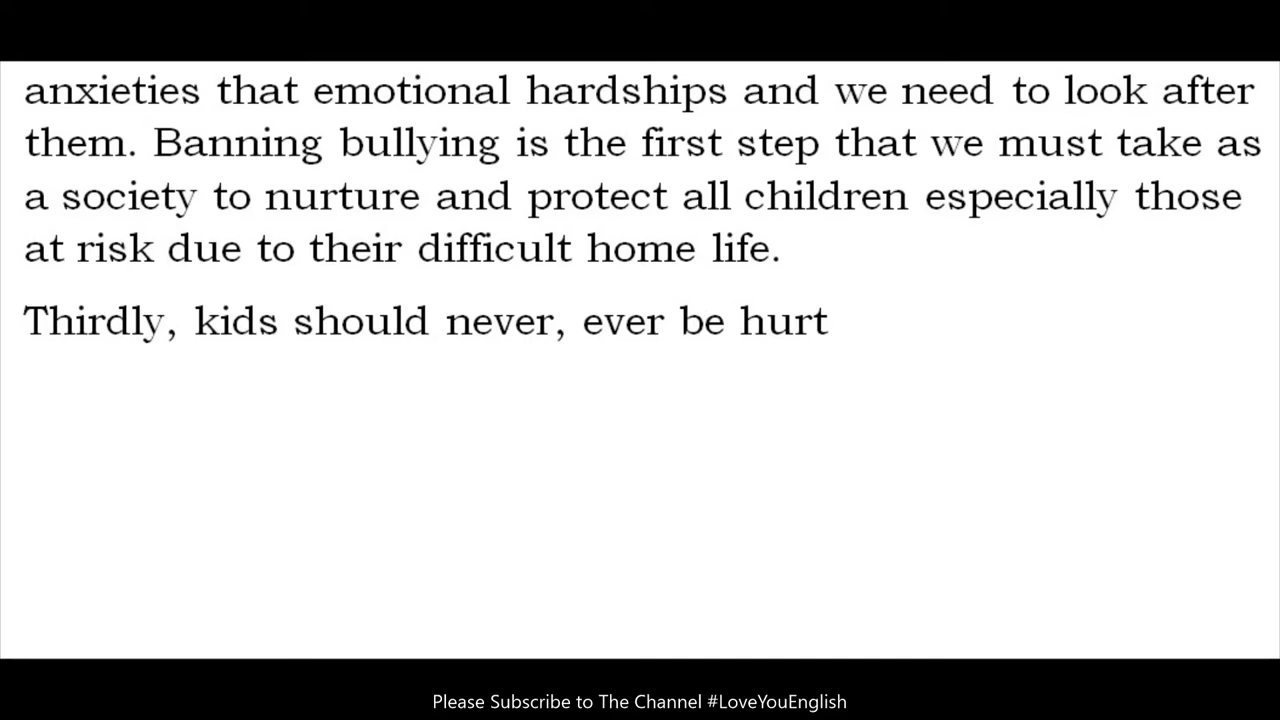 anxieties that emotional hardships and we need to look after
them. Banning bullying is the first step that we must take as
a society to nurture and protect all children especially those
at risk due to their difficult home life.
Thirdly, kids should never, ever be hurt
Please Subscribe to The Channel #LoveYouEnglish